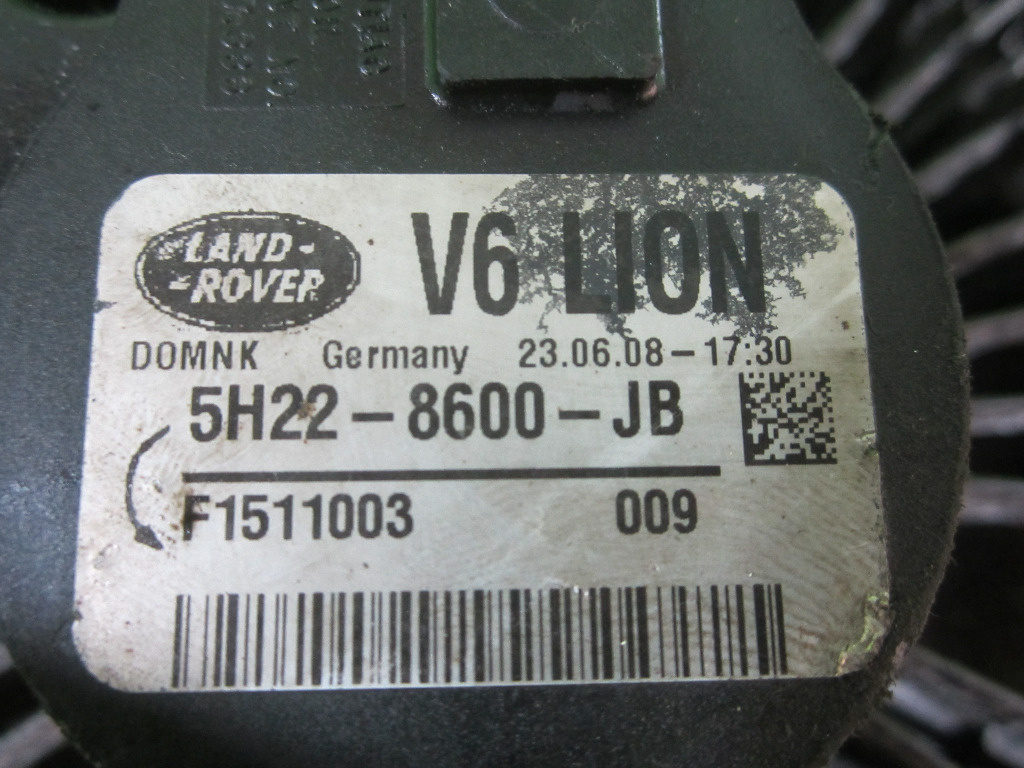 LAND-
-ROVER
V6 LION
DOMNK Germany 23.06.08-17:30
5H22-8600-JB
F1511003 009